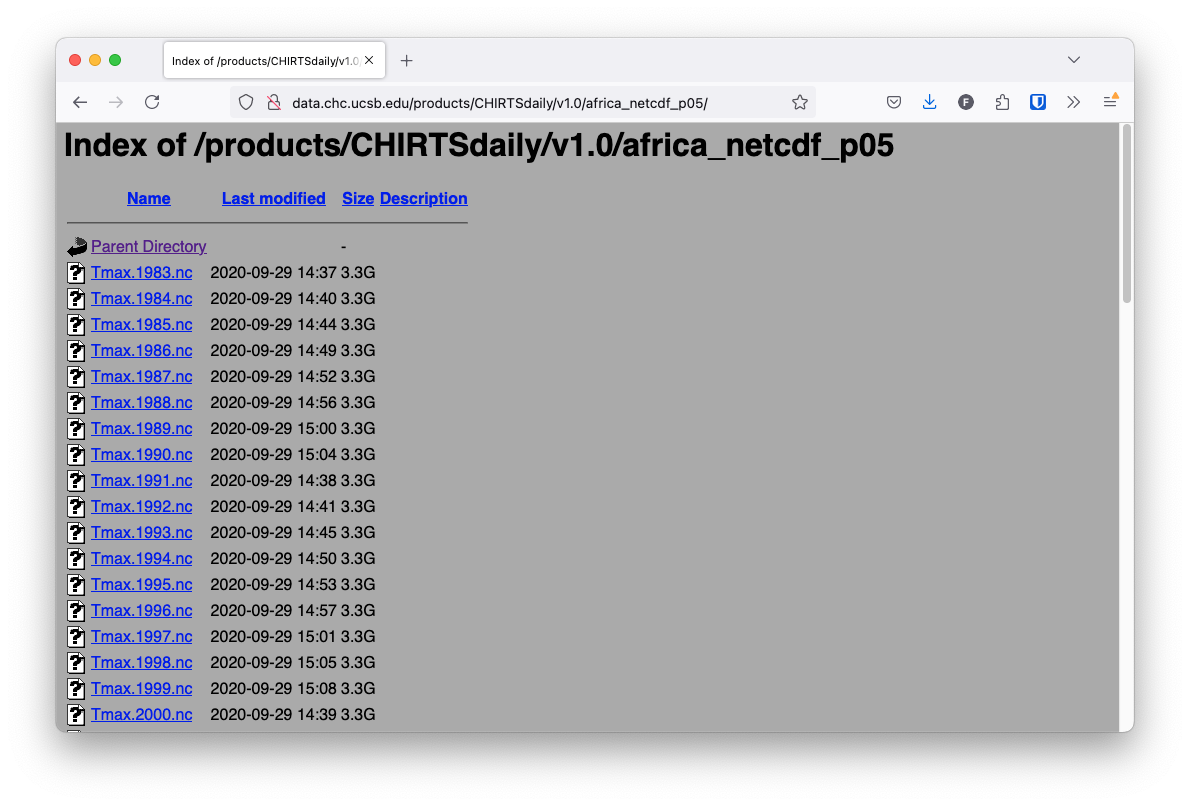 Index of /products/CHIRTSdaily/v1.0
data.chc.ucsb.edu/products/CHIRTSdaily/v1.0/africa_netcdf_p05/
F
Index of /products/CHIRTSdaily/v1.0/africa_netcdf_p05
Name Last modified Size Description
Parent Directory -
? Tmax.1983.nc 2020-09-29 14:37 3.3G
? Tmax.1984.nc 2020-09-29 14:40 3.3G
? Tmax.1985.nc 2020-09-29 14:44 3.3G
? Tmax.1986.nc 2020-09-29 14:49 3.3G
? Tmax.1987.nc 2020-09-29 14:52 3.3G
? Tmax.1988.nc 2020-09-29 14:56 3.3G
? Tmax.1989.nc 2020-09-29 15:00 3.3G
? Tmax.1990.nc 2020-09-29 15:04 3.3G
? Tmax.1991.nc 2020-09-29 14:38 3.3G
? Tmax.1992.nc 2020-09-29 14:41 3.3G
? Tmax.1993.nc 2020-09-29 14:45 3.3G
? Tmax.1994.nc 2020-09-29 14:50 3.3G
? Tmax.1995.nc 2020-09-29 14:53 3.3G
? Tmax.1996.nc 2020-09-29 14:57 3.3G
? Tmax.1997.nc 2020-09-29 15:01 3.3G
? Tmax.1998.nc 2020-09-29 15:05 3.3G
? Tmax.1999.nc 2020-09-29 15:08 3.3G
? Tmax.2000.nc 2020-09-29 14:39 3.3G